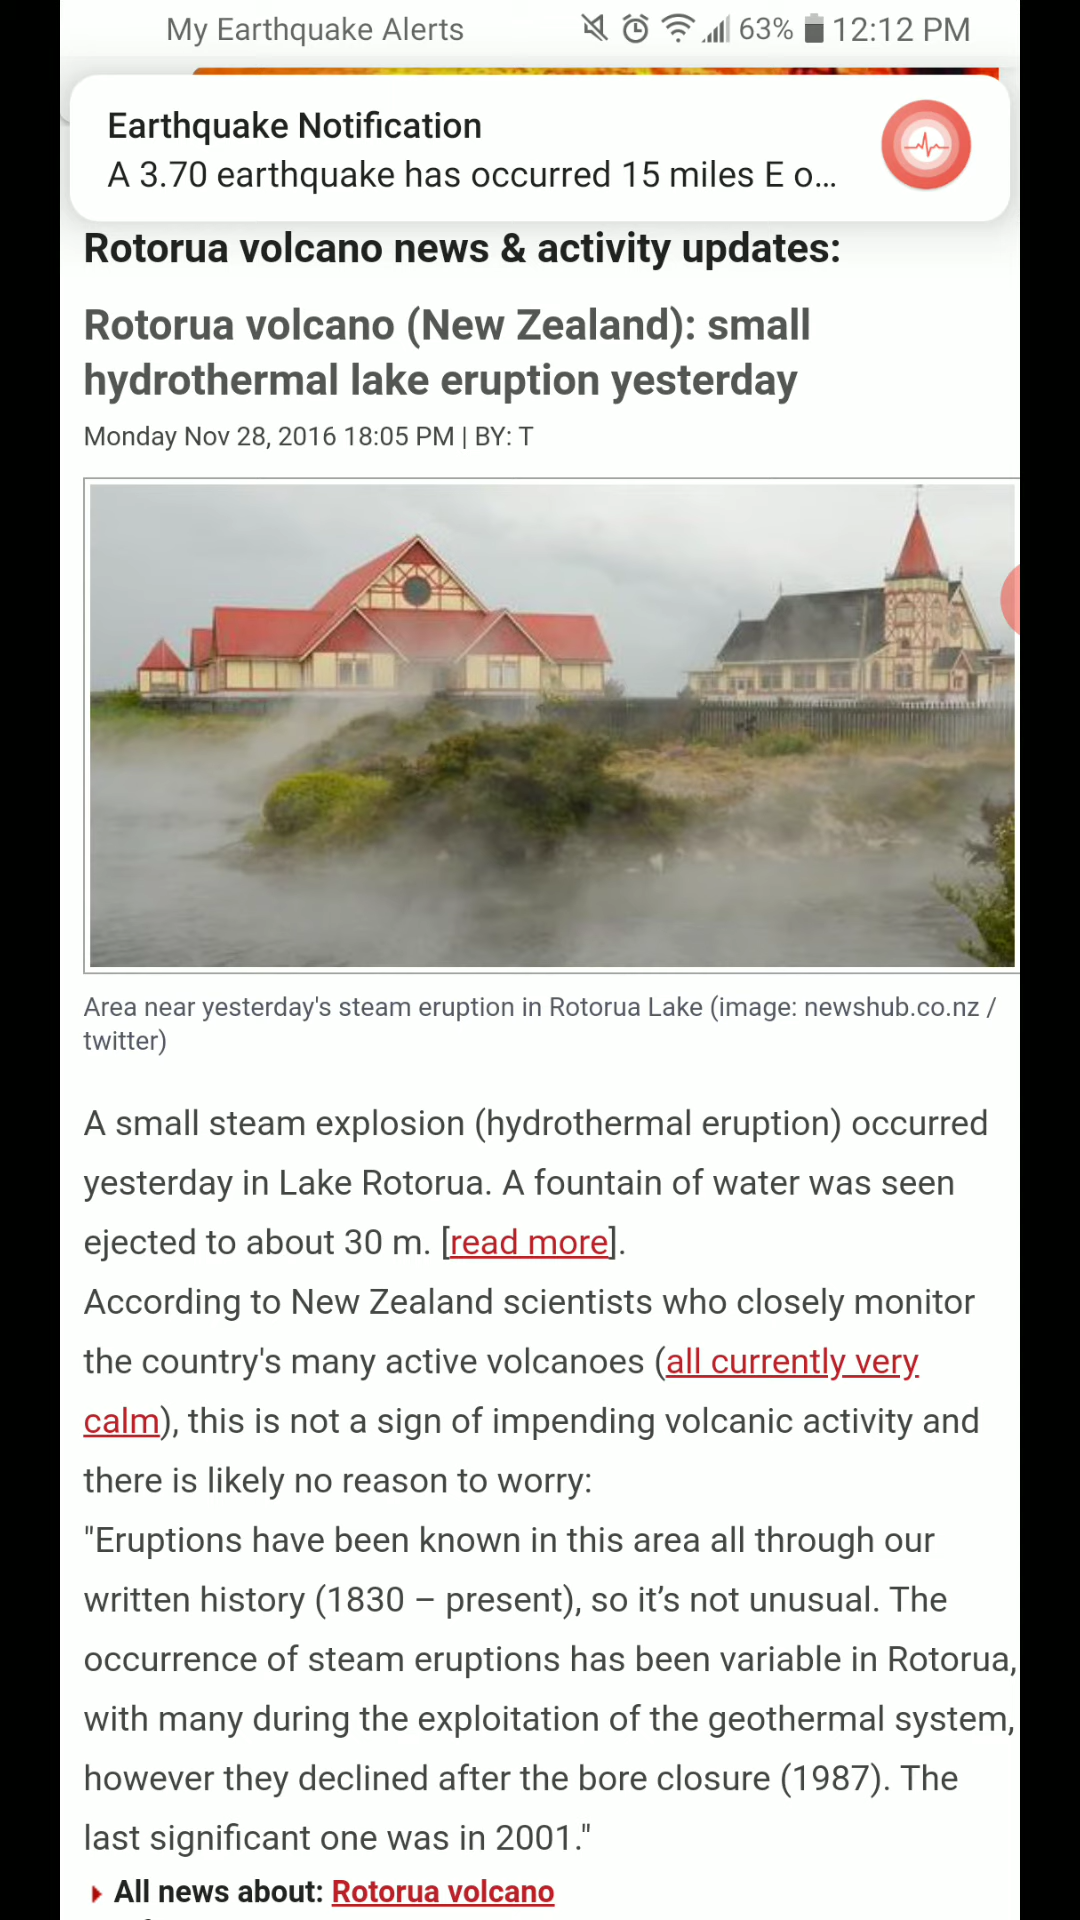 My Earthquake Alerts 63% 12:12 PM
Earthquake Notification
A 3.70 earthquake has occurred 15 miles E o...
Rotorua volcano news & activity updates:
Rotorua volcano (New Zealand): small
hydrothermal lake eruption yesterday
Monday Nov 28, 2016 18:05 PM | BY: T
Area near yesterday's steam eruption in Rotorua Lake (image: newshub.co.nz /
twitter)
A small steam explosion (hydrothermal eruption) occurred
yesterday in Lake Rotorua. A fountain of water was seen
ejected to about 30 m. [read more].
According to New Zealand scientists who closely monitor
the country's many active volcanoes (all currently very
calm), this is not a sign of impending volcanic activity and
there is likely no reason to worry:
"Eruptions have been known in this area all through our
written history (1830 – present), so it’s not unusual. The
occurrence of steam eruptions has been variable in Rotorua,
with many during the exploitation of the geothermal system,
however they declined after the bore closure (1987). The
last significant one was in 2001."
All news about: Rotorua volcano